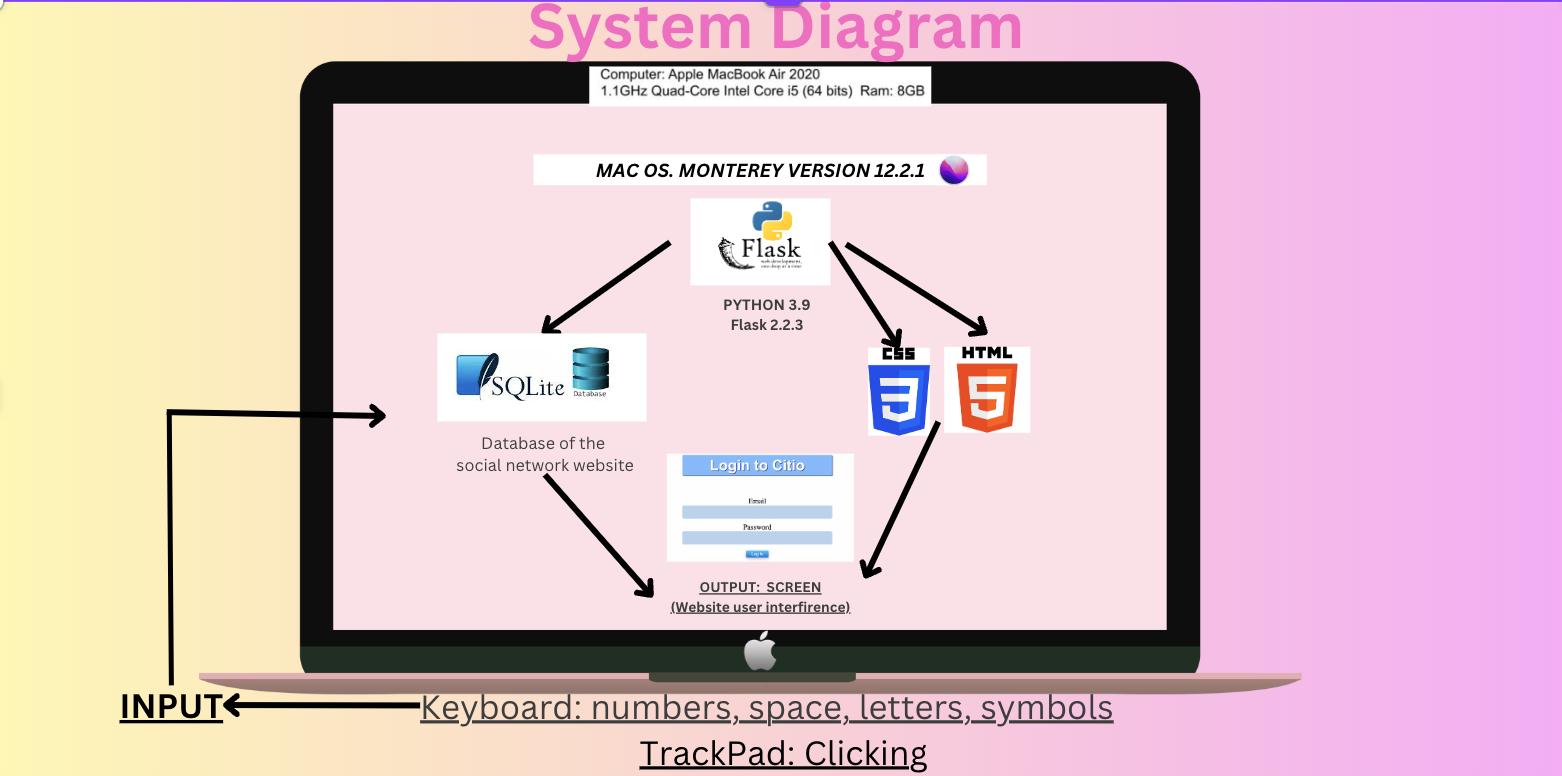 System Diagram
Computer: Apple MacBook Air 2020
1.1GHz Quad-Core Intel Core i5 (64 bits) Ram: 8GB
MAC OS. MONTEREY VERSION 12.2.1
Flask
web development,
one drop at a time
PYTHON 3.9
Flask 2.2.3
SQLite
Database
CSS
HTML
Database of the
social network website
Login to Citio
Email
Password
Log In
OUTPUT: SCREEN
(Website user interfirence)
INPUT
Keyboard: numbers, space, letters, symbols
TrackPad: Clicking